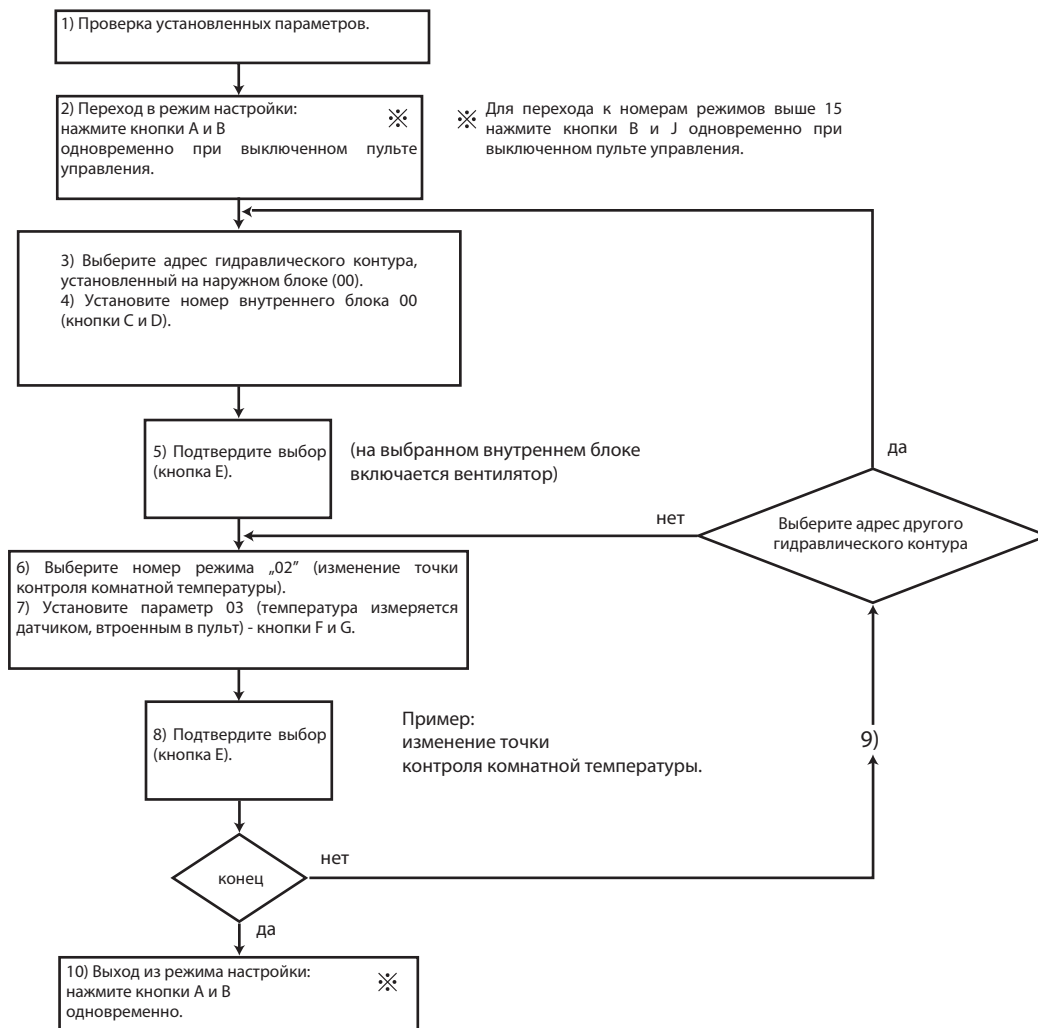 1) Проверка установленных параметров.
2) Переход в режим настройки: ※
нажмите кнопки A и B
одновременно при выключенном пульте
управления.
※ Для перехода к номерам режимов выше 15
нажмите кнопки B и J одновременно при
выключенном пульте управления.
3) Выберите адрес гидравлического контура,
установленный на наружном блоке (00).
4) Установите номер внутреннего блока 00
(кнопки C и D).
5) Подтвердите выбор
(кнопка E).
(на выбранном внутреннем блоке
включается вентилятор)
да
нет
Выберите адрес другого
гидравлического контура
6) Выберите номер режима „02” (изменение точки
контроля комнатной температуры).
7) Установите параметр 03 (температура измеряется
датчиком, втроенным в пульт) - кнопки F и G.
8) Подтвердите выбор
(кнопка E).
Пример:
изменение точки
контроля комнатной температуры.
9)
конец
нет
да
10) Выход из режима настройки: ※
нажмите кнопки A и B
одновременно.